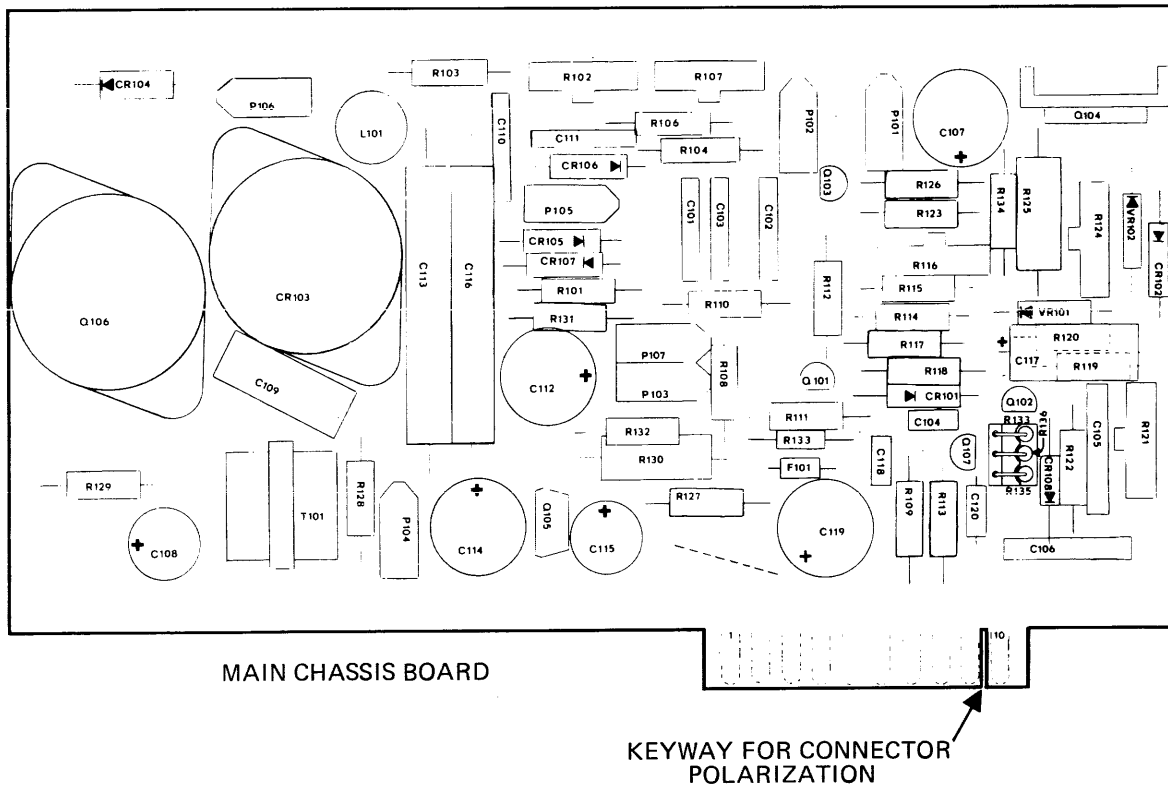 CR104
R103
R102
R107
P106
L101
C110
C111
R106
R104
CR106
P102
P101
C107
Q104
Q103
P105
C101
C103
C102
R126
R123
R134
R125
R124
VR102
CR102
CR105
CR107
R101
R131
C113
C116
R110
R112
R116
R115
R114
VR101
R120
R119
C117
Q106
CR103
C109
C112
P107
P103
R108
Q101
R117
R118
CR101
C104
Q102
R133
R136
R111
R133
F101
C118
Q107
R135
CR108
R122
C105
R121
R132
R130
R127
R129
C108
T101
R128
P104
C114
Q105
C115
C119
R109
R113
C120
C106
1
10
MAIN CHASSIS BOARD
KEYWAY FOR CONNECTOR
POLARIZATION